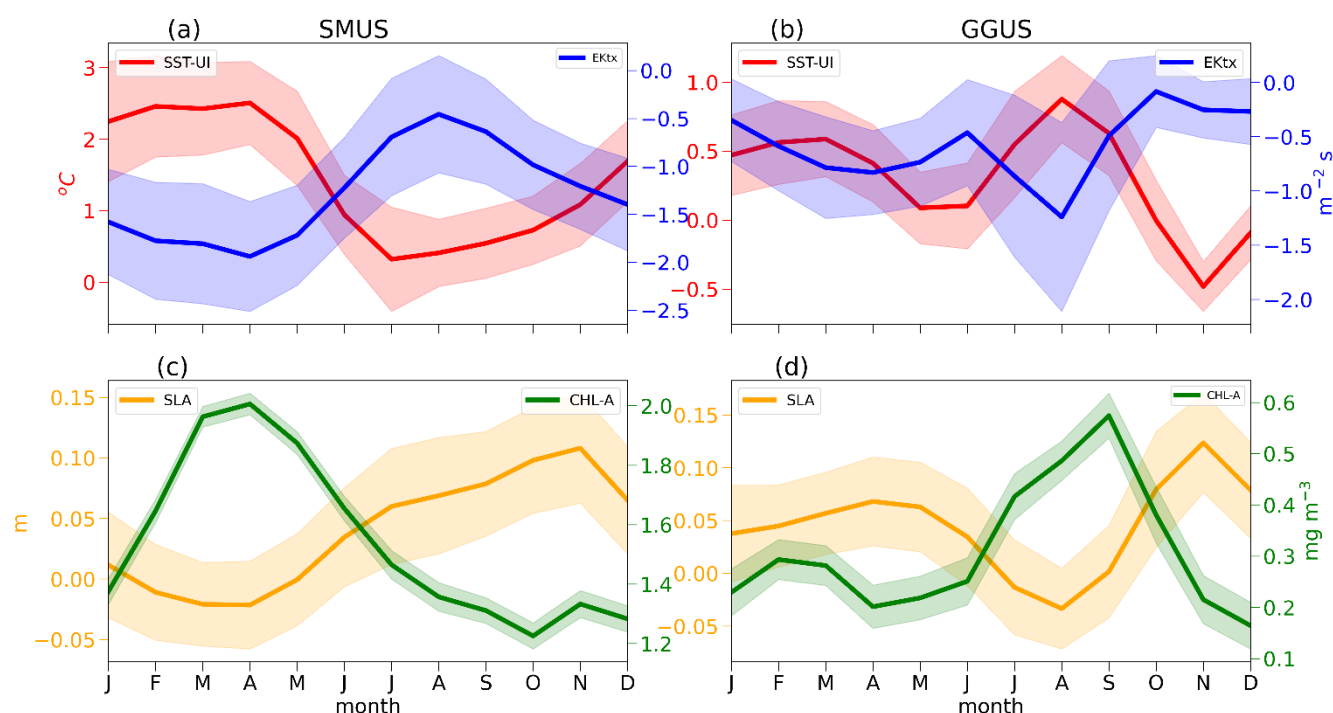 (a) SMUS
(b) GGUS
SST-UI
EKtx
SST-UI
EKtx
3
2
1
0
°C
0.0
−0.5
−1.0
−1.5
−2.0
−2.5
1.0
0.5
0.0
−0.5
0.0
−0.5
−1.0
−1.5
−2.0
m⁻² s
(c)
(d)
SLA
CHL-A
SLA
CHL-A
0.15
0.10
0.05
0.00
−0.05
m
2.0
1.8
1.6
1.4
1.2
0.15
0.10
0.05
0.00
−0.05
0.6
0.5
0.4
0.3
0.2
0.1
mg m⁻³
J F M A M J J A S O N D
month
J F M A M J J A S O N D
month